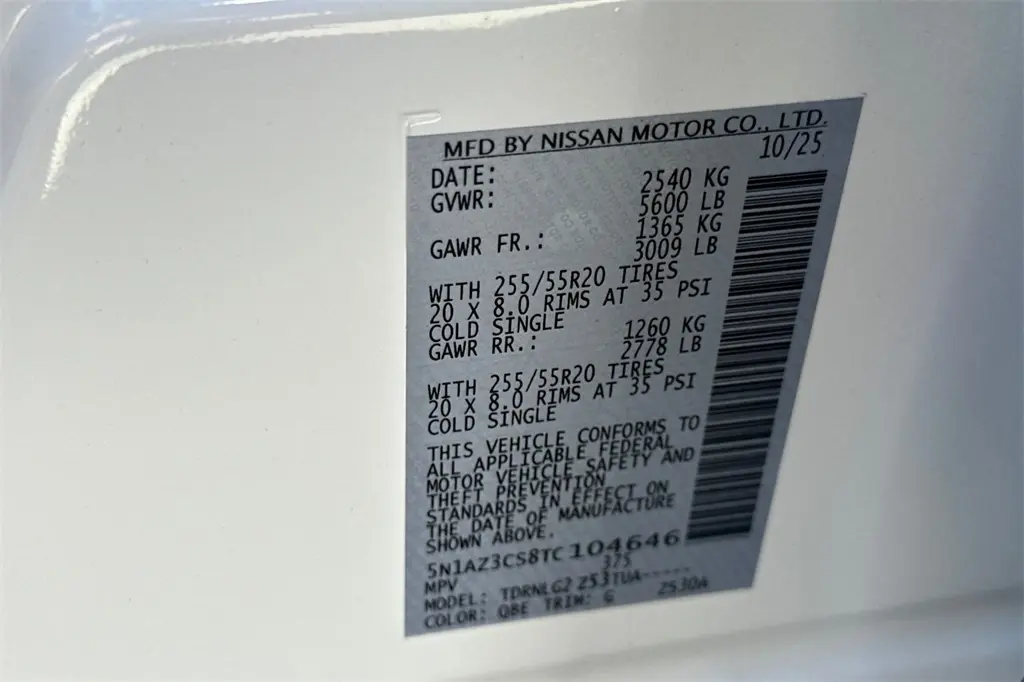 MFD BY NISSAN MOTOR CO., LTD.
DATE: 10/25
GVWR: 2540 KG
5600 LB
GAWR FR.: 1365 KG
3009 LB
WITH 255/55R20 TIRES
20 X 8.0 RIMS AT 35 PSI
COLD SINGLE
GAWR RR.: 1260 KG
2778 LB
WITH 255/55R20 TIRES
20 X 8.0 RIMS AT 35 PSI
COLD SINGLE
THIS VEHICLE CONFORMS TO
ALL APPLICABLE FEDERAL
MOTOR VEHICLE SAFETY AND
THEFT PREVENTION
STANDARDS IN EFFECT ON
THE DATE OF MANUFACTURE
SHOWN ABOVE.
5N1AZ3CS8TC104646
MPV 375
MODEL: TDRNLG2 Z53TUA-----
COLOR: QBE TRIM: G Z530A